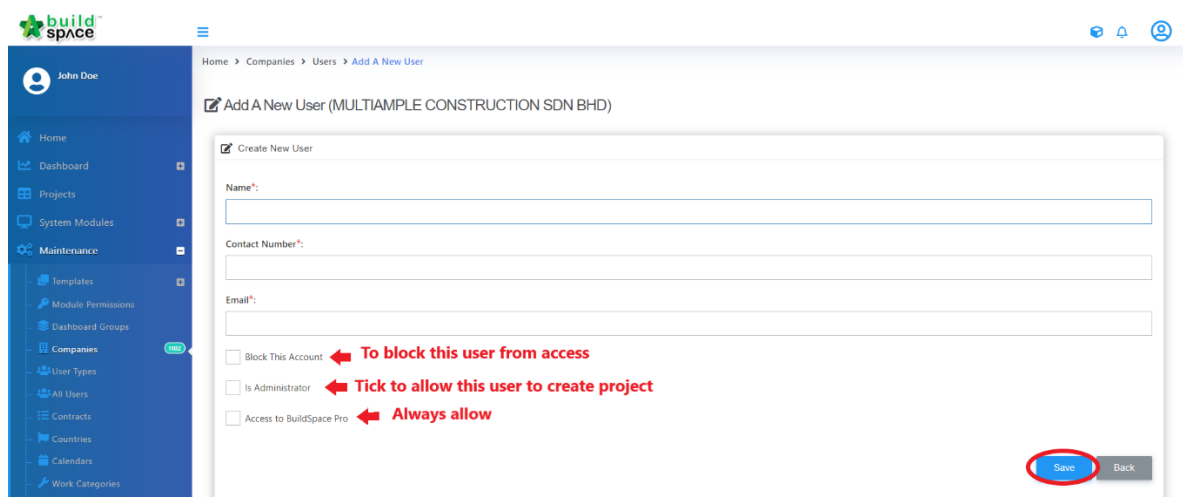 build
space
John Doe
Home > Companies > Users > Add A New User
Add A New User (MULTIAMPLE CONSTRUCTION SDN BHD)
Home
Dashboard
Projects
System Modules
Maintenance
Templates
Module Permissions
Dashboard Groups
Companies 1102
User Types
All Users
Contracts
Countries
Calendars
Work Categories
Create New User
Name*:
Contact Number*:
Email*:
Block This Account To block this user from access
Is Administrator Tick to allow this user to create project
Access to BuildSpace Pro Always allow
Save Back